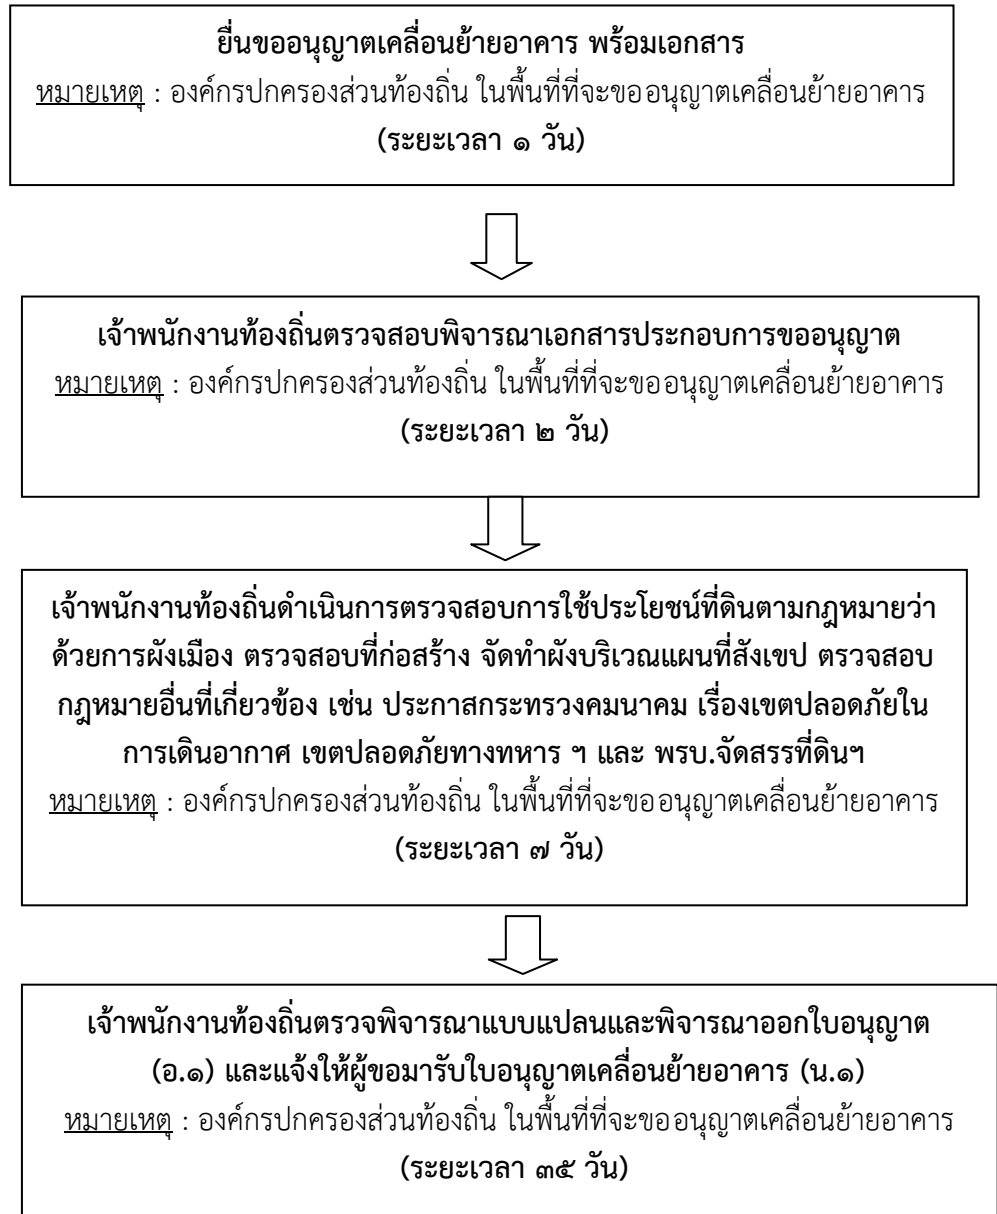 ยื่นขออนุญาตเคลื่อนย้ายอาคาร พร้อมเอกสาร
หมายเหตุ : องค์กรปกครองส่วนท้องถิ่น ในพื้นที่ที่จะขออนุญาตเคลื่อนย้ายอาคาร
(ระยะเวลา ๑ วัน)
เจ้าพนักงานท้องถิ่นตรวจสอบพิจารณาเอกสารประกอบการขออนุญาต
หมายเหตุ : องค์กรปกครองส่วนท้องถิ่น ในพื้นที่ที่จะขออนุญาตเคลื่อนย้ายอาคาร
(ระยะเวลา ๒ วัน)
เจ้าพนักงานท้องถิ่นดำเนินการตรวจสอบการใช้ประโยชน์ที่ดินตามกฎหมายว่า
ด้วยการผังเมือง ตรวจสอบที่ก่อสร้าง จัดทำผังบริเวณแผนที่สังเขป ตรวจสอบ
กฎหมายอื่นที่เกี่ยวข้อง เช่น ประกาศกระทรวงคมนาคม เรื่องเขตปลอดภัยใน
การเดินอากาศ เขตปลอดภัยทางทหาร ฯ และ พรบ.จัดสรรที่ดินฯ
หมายเหตุ : องค์กรปกครองส่วนท้องถิ่น ในพื้นที่ที่จะขออนุญาตเคลื่อนย้ายอาคาร
(ระยะเวลา ๗ วัน)
เจ้าพนักงานท้องถิ่นตรวจพิจารณาแบบแปลนและพิจารณาออกใบอนุญาต
(อ.๑) และแจ้งให้ผู้ขอมารับใบอนุญาตเคลื่อนย้ายอาคาร (น.๑)
หมายเหตุ : องค์กรปกครองส่วนท้องถิ่น ในพื้นที่ที่จะขออนุญาตเคลื่อนย้ายอาคาร
(ระยะเวลา ๓๕ วัน)